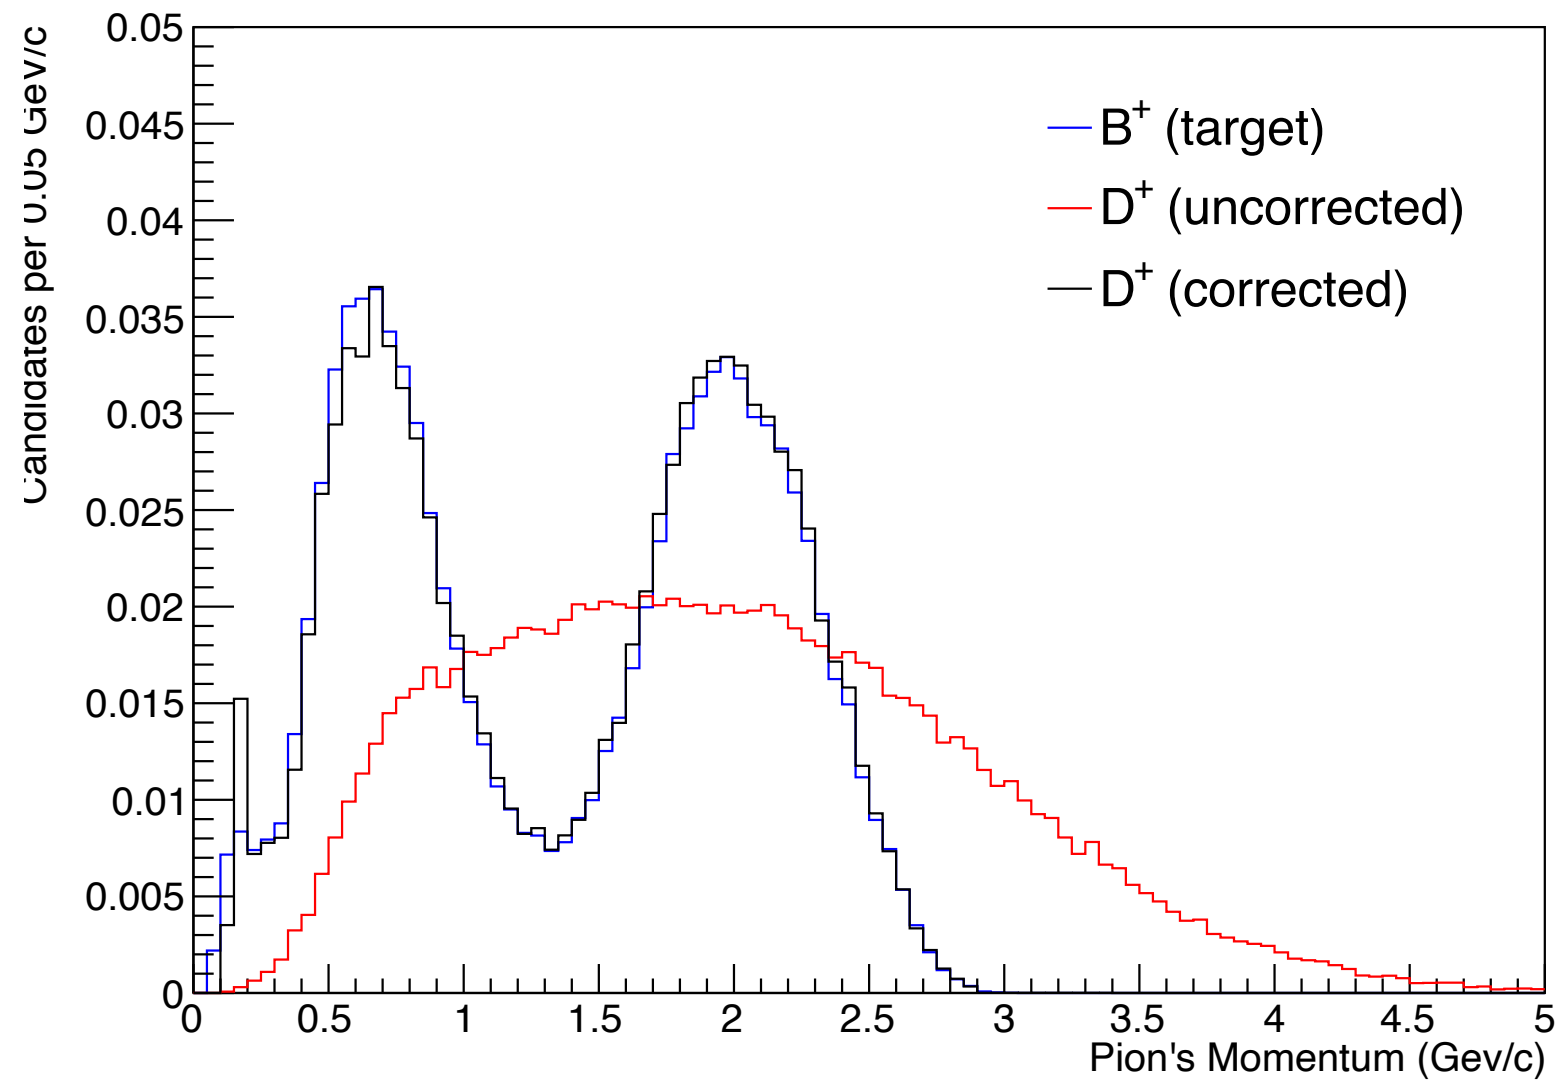 Candidates per 0.05 Gev/c
0.05
0.045
0.04
0.035
0.03
0.025
0.02
0.015
0.01
0.005
0
B+ (target)
D+ (uncorrected)
D+ (corrected)
0 0.5 1 1.5 2 2.5 3 3.5 4 4.5 5
Pion's Momentum (Gev/c)